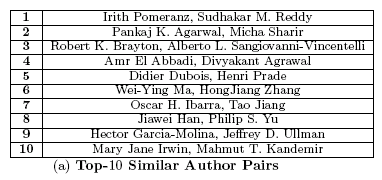 1 Irith Pomeranz, Sudhakar M. Reddy
2 Pankaj K. Agarwal, Micha Sharir
3 Robert K. Brayton, Alberto L. Sangiovanni-Vincentelli
4 Amr El Abbadi, Divyakant Agrawal
5 Didier Dubois, Henri Prade
6 Wei-Ying Ma, HongJiang Zhang
7 Oscar H. Ibarra, Tao Jiang
8 Jiawei Han, Philip S. Yu
9 Hector Garcia-Molina, Jeffrey D. Ullman
10 Mary Jane Irwin, Mahmut T. Kandemir
(a) Top-10 Similar Author Pairs